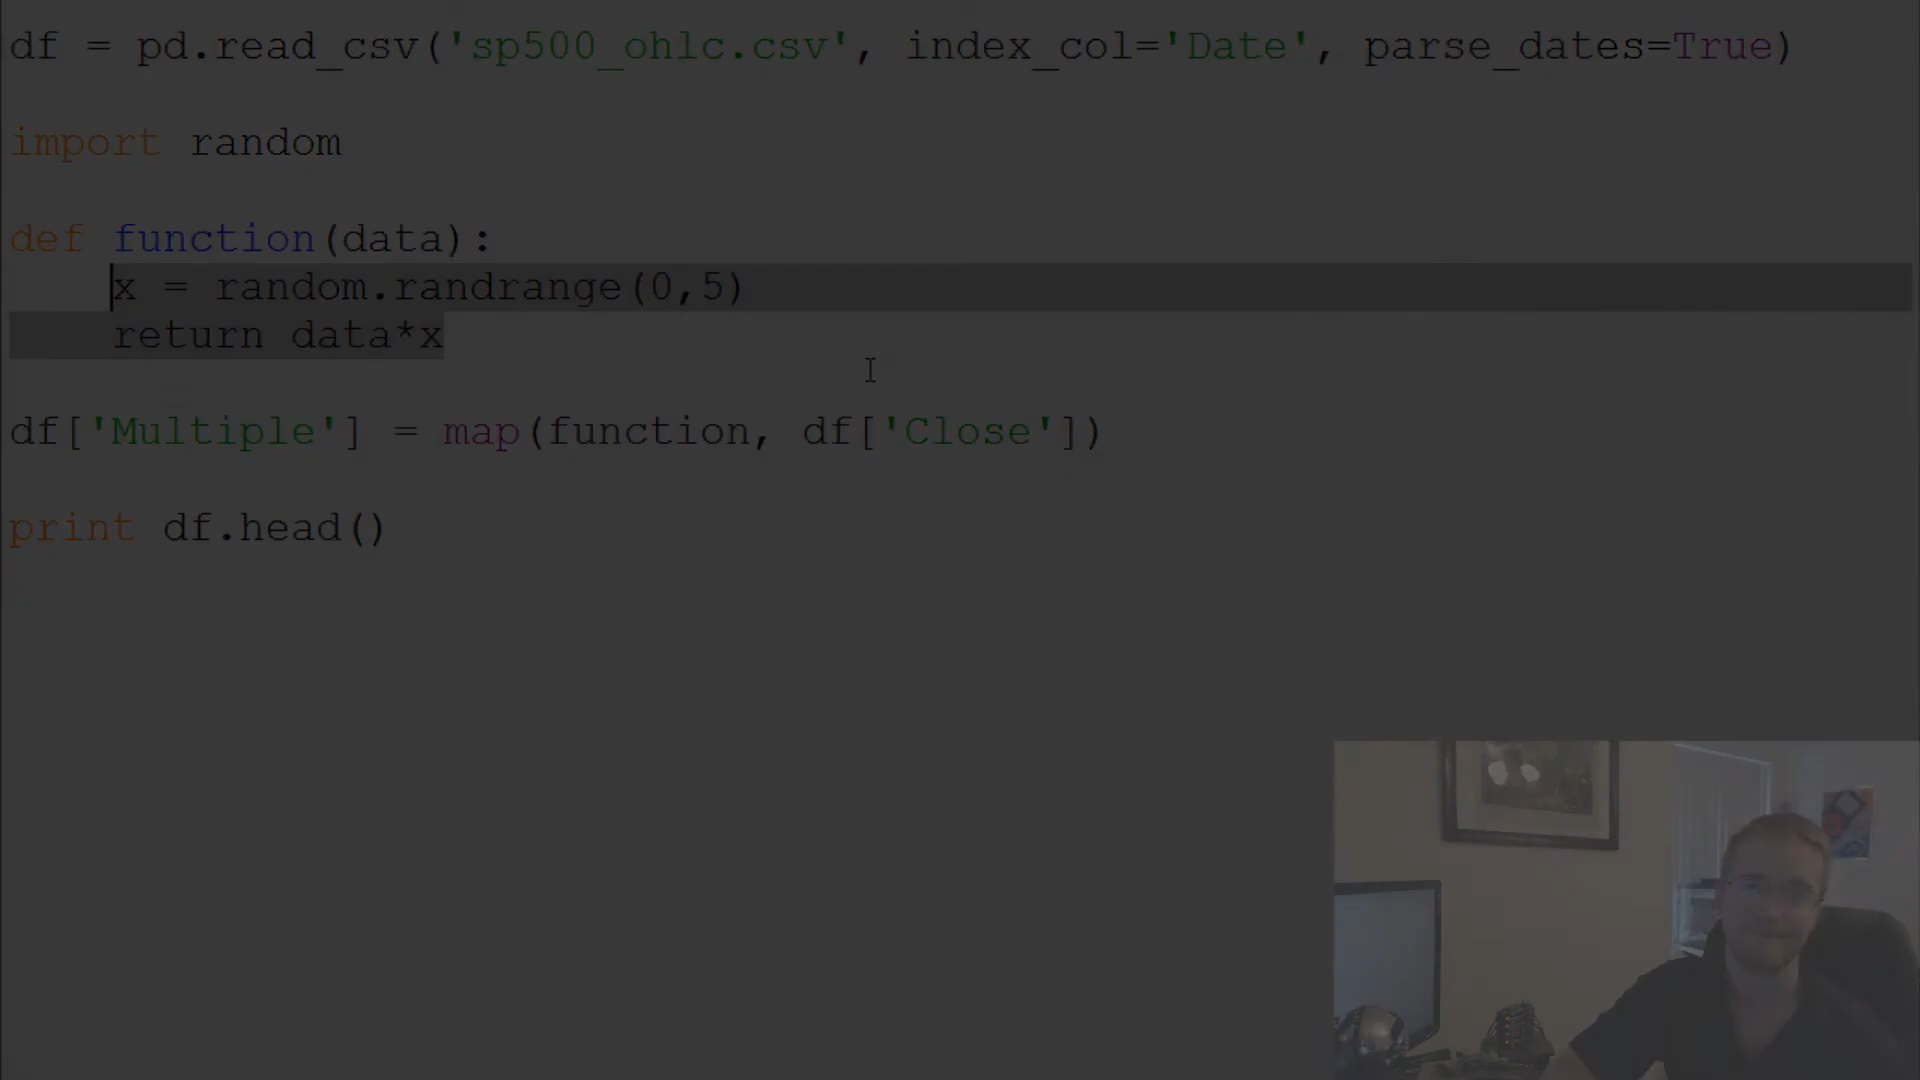 df = pd.read_csv('sp500_ohlc.csv', index_col='Date', parse_dates=True)
import random
def function(data):
    x = random.randrange(0,5)
    return data*x
df['Multiple'] = map(function, df['Close'])
print df.head()